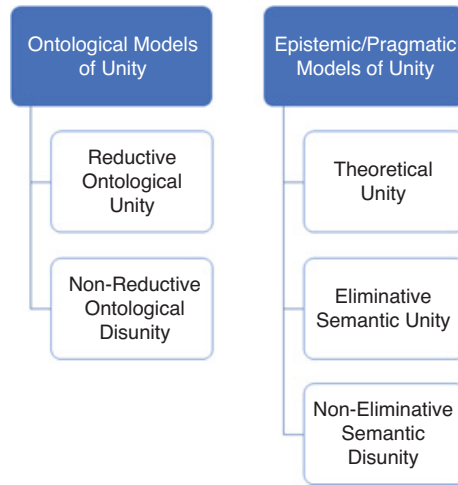 Ontological Models
of Unity
Reductive
Ontological
Unity
Non-Reductive
Ontological
Disunity
Epistemic/Pragmatic
Models of Unity
Theoretical
Unity
Eliminative
Semantic Unity
Non-Eliminative
Semantic
Disunity